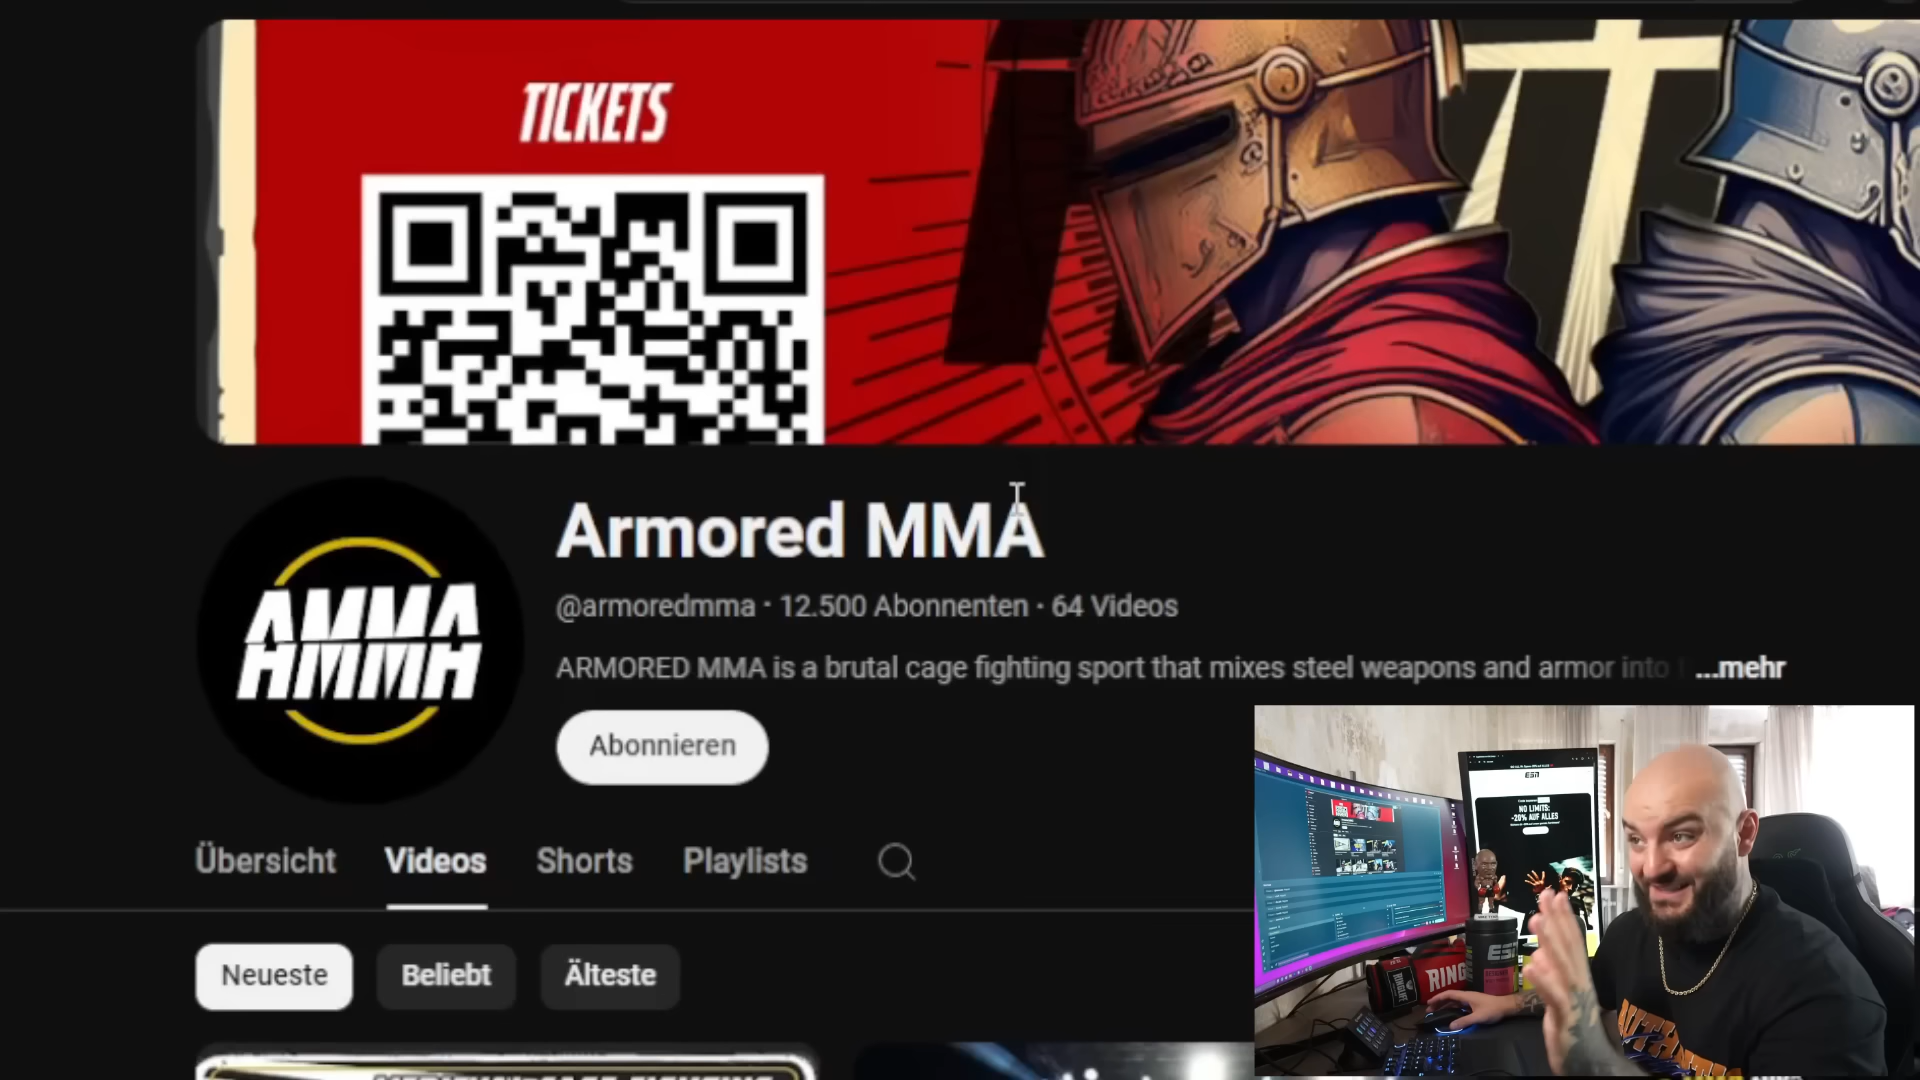 TICKETS
Armored MMA
@armoredmma · 12.500 Abonnenten · 64 Videos
ARMORED MMA is a brutal cage fighting sport that mixes steel weapons and armor into ...mehr
AMMA
Abonnieren
Übersicht Videos Shorts Playlists
Neueste Beliebt Älteste
ESN
NO LIMITS:
-20% AUF ALLES
ESN
RING